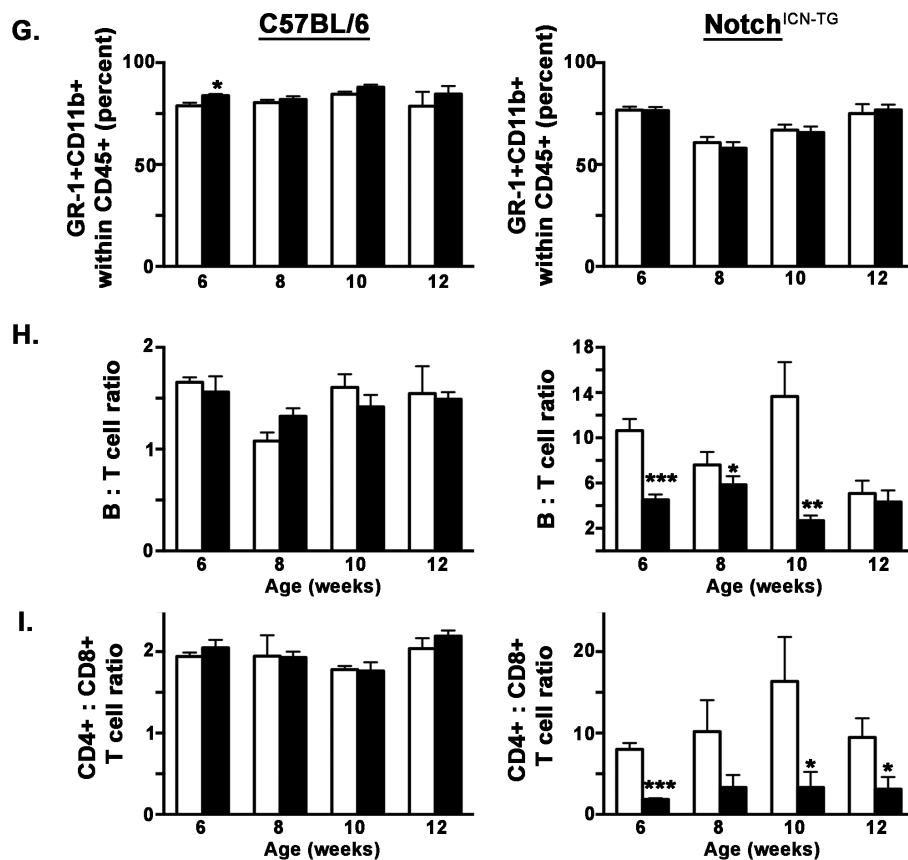 G.
C57BL/6
Notch^ICN-TG
GR-1+CD11b+
within CD45+ (percent)
100
50
0
*
6 8 10 12
GR-1+CD11b+
within CD45+ (percent)
100
50
0
6 8 10 12
H.
B : T cell ratio
2
1
0
6 8 10 12
Age (weeks)
B : T cell ratio
18
14
10
6
2
*** * **
6 8 10 12
Age (weeks)
I.
CD4+ : CD8+
T cell ratio
2
1
0
6 8 10 12
Age (weeks)
CD4+ : CD8+
T cell ratio
20
10
0
*** * *
6 8 10 12
Age (weeks)